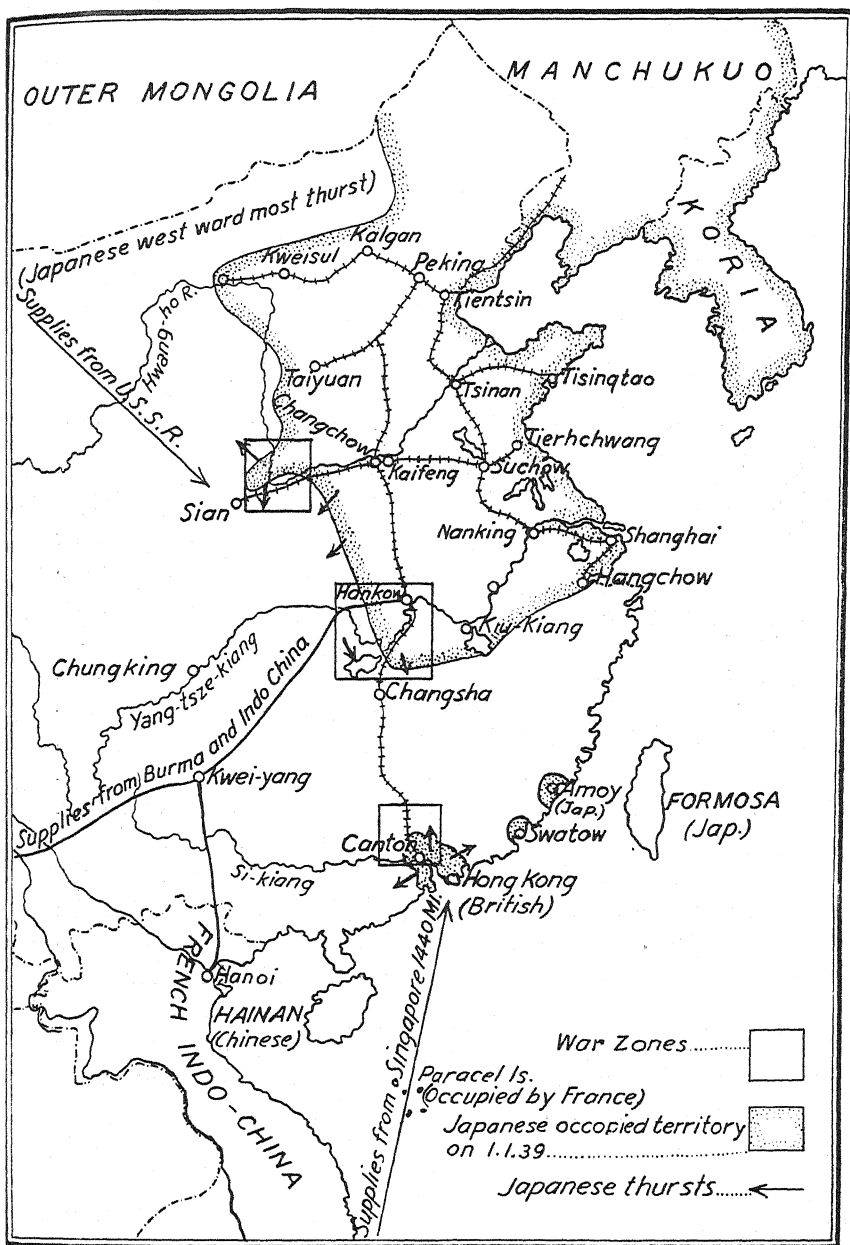 MANCHUKUO
OUTER MONGOLIA
KORIA
(Japanese west ward most thurst)
Kalgan
Kweisul
Peking
Tientsin
Hwang-ho R.
Supplies from U.S.S.R.
Taiyuan
Tsinan
Tisinqtao
Changchow
Tierhchwang
Kaifeng
Suchow
Sian
Nanking
Shanghai
Hangchow
Hankow
Kiu-Kiang
Chungking
Yang-tsze-kiang
Changsha
Supplies from Burma and Indo China
Kwei-yang
Amoy
(Jap.)
FORMOSA
(Jap.)
Swatow
Canton
Si-kiang
Hong Kong
(British)
Hanoi
FRENCH INDO-CHINA
HAINAN
(Chinese)
Supplies from Singapore 1440 MI.
Paracel Is.
(Occupied by France)
War Zones..........
Japanese occopied territory
on 1.1.39....................
Japanese thursts.......